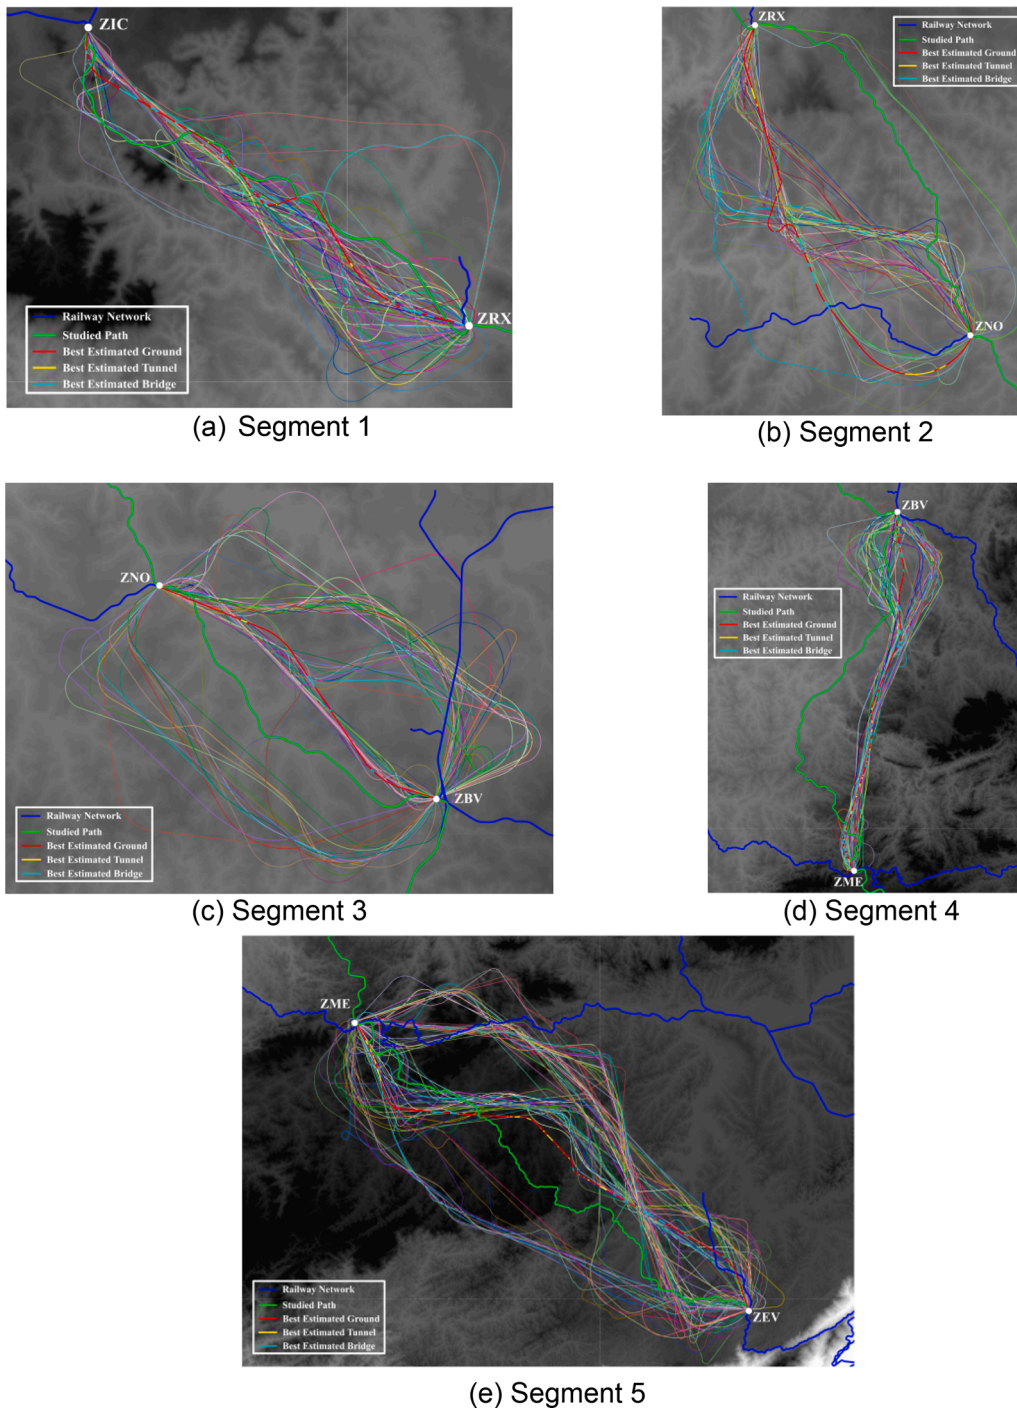 ZIC
ZRX
Railway Network
Studied Path
Best Estimated Ground
Best Estimated Tunnel
Best Estimated Bridge
(a) Segment 1
ZRX
Railway Network
Studied Path
Best Estimated Ground
Best Estimated Tunnel
Best Estimated Bridge
ZNO
(b) Segment 2
ZNO
ZBV
Railway Network
Studied Path
Best Estimated Ground
Best Estimated Tunnel
Best Estimated Bridge
(c) Segment 3
ZBV
Railway Network
Studied Path
Best Estimated Ground
Best Estimated Tunnel
Best Estimated Bridge
ZME
(d) Segment 4
ZME
ZEV
Railway Network
Studied Path
Best Estimated Ground
Best Estimated Tunnel
Best Estimated Bridge
(e) Segment 5